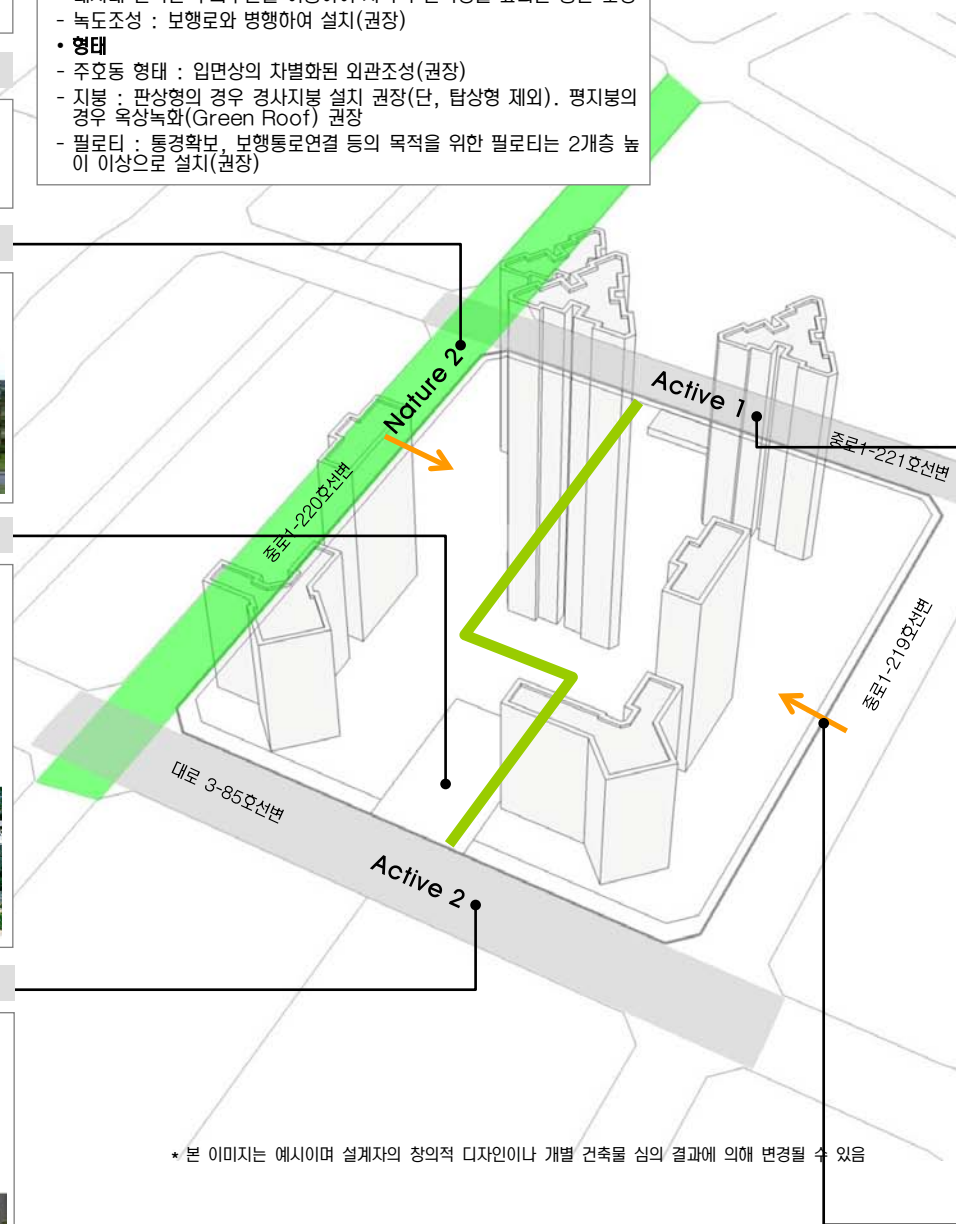 - 녹도조성 : 보행로와 병행하여 설치(권장)
• 형태
- 주호동 형태 : 입면상의 차별화된 외관조성(권장)
- 지붕 : 판상형의 경우 경사지붕 설치 권장(단, 탑상형 제외). 평지붕의
경우 옥상녹화(Green Roof) 권장
- 필로티 : 통경확보, 보행통로연결 등의 목적을 위한 필로티는 2개층 높
이 이상으로 설치(권장)
Nature 2
Active 1
중로1-221호선변
중로1-220호선변
중로1-219호선변
대로 3-85호선변
Active 2
* 본 이미지는 예시이며 설계자의 창의적 디자인이나 개별 건축물 심의 결과에 의해 변경될 수 있음